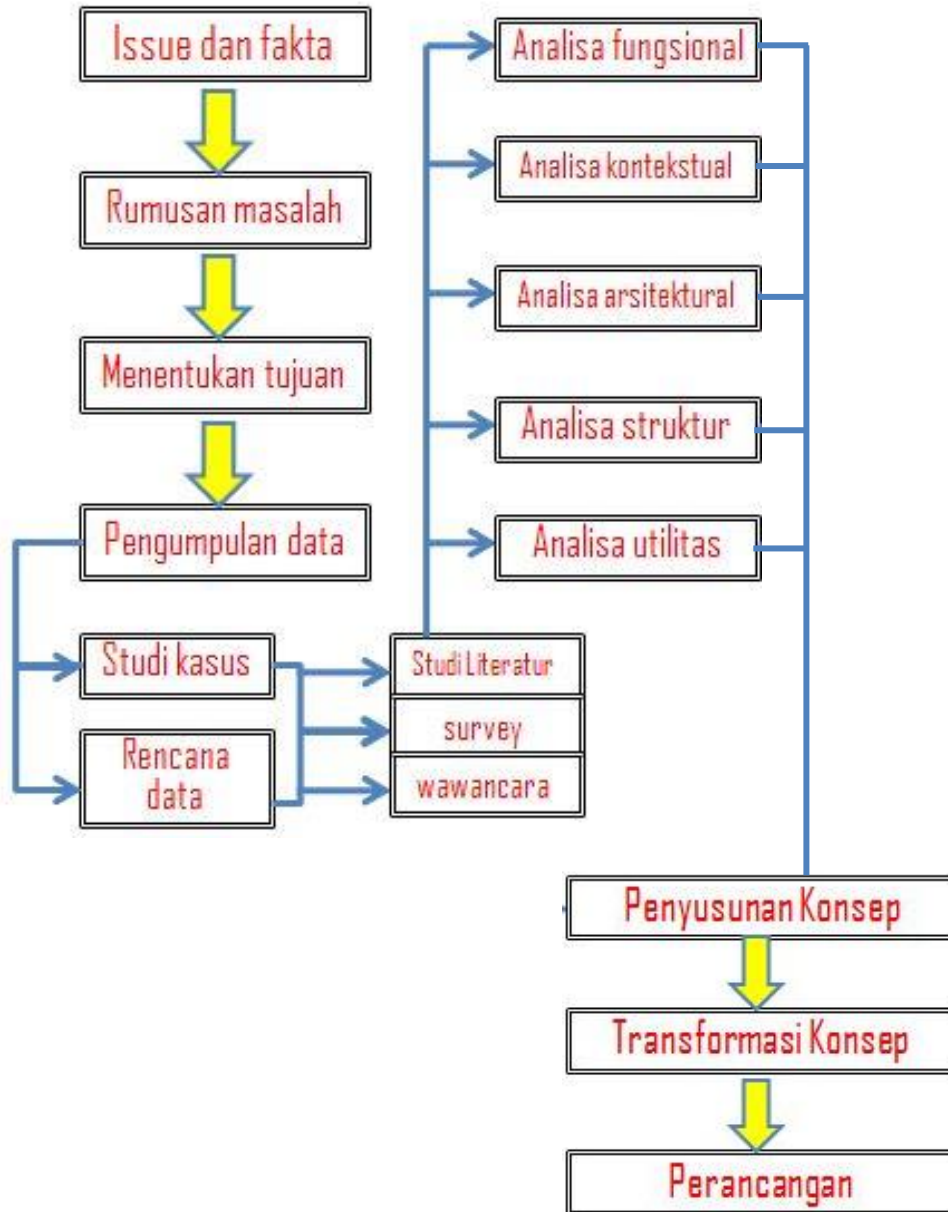 Issue dan fakta
Rumusan masalah
Menentukan tujuan
Pengumpulan data
Studi kasus
Rencana
data
Studi Literatur
survey
wawancara
Analisa fungsional
Analisa kontekstual
Analisa arsitektural
Analisa struktur
Analisa utilitas
Penyusunan Konsep
Transformasi Konsep
Perancangan